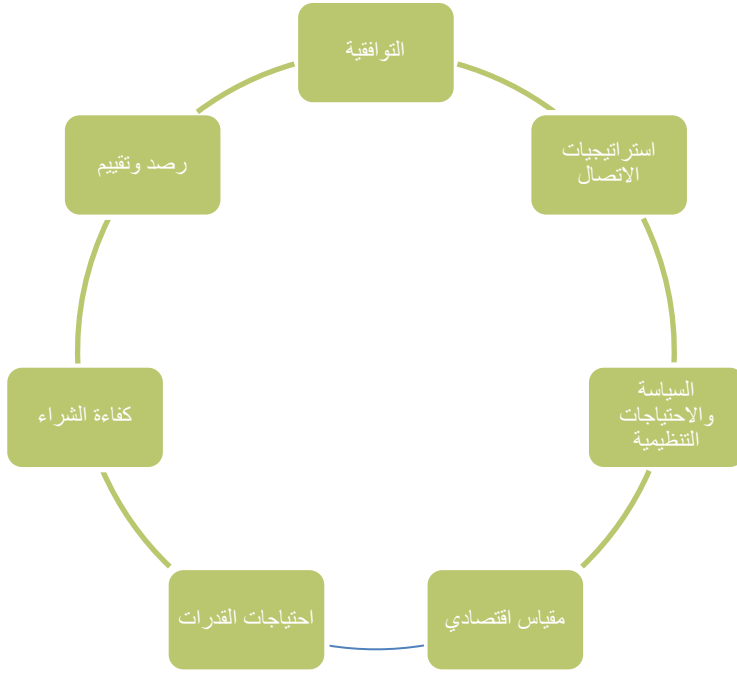 التوافقية
استراتيجيات
الاتصال
السياسة
والاحتياجات
التنظيمية
مقياس اقتصادي
احتياجات القدرات
كفاءة الشراء
رصد وتقييم